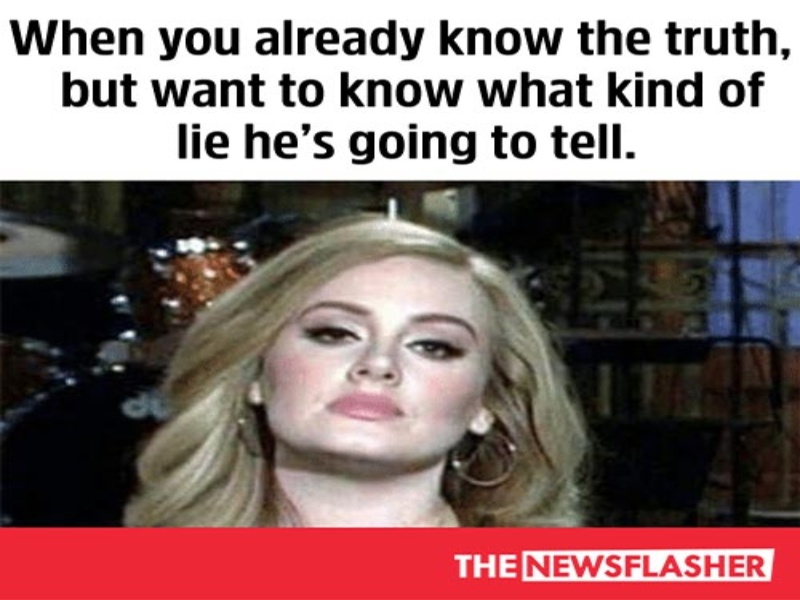 When you already know the truth,
but want to know what kind of
lie he's going to tell.
THE NEWSFLASHER